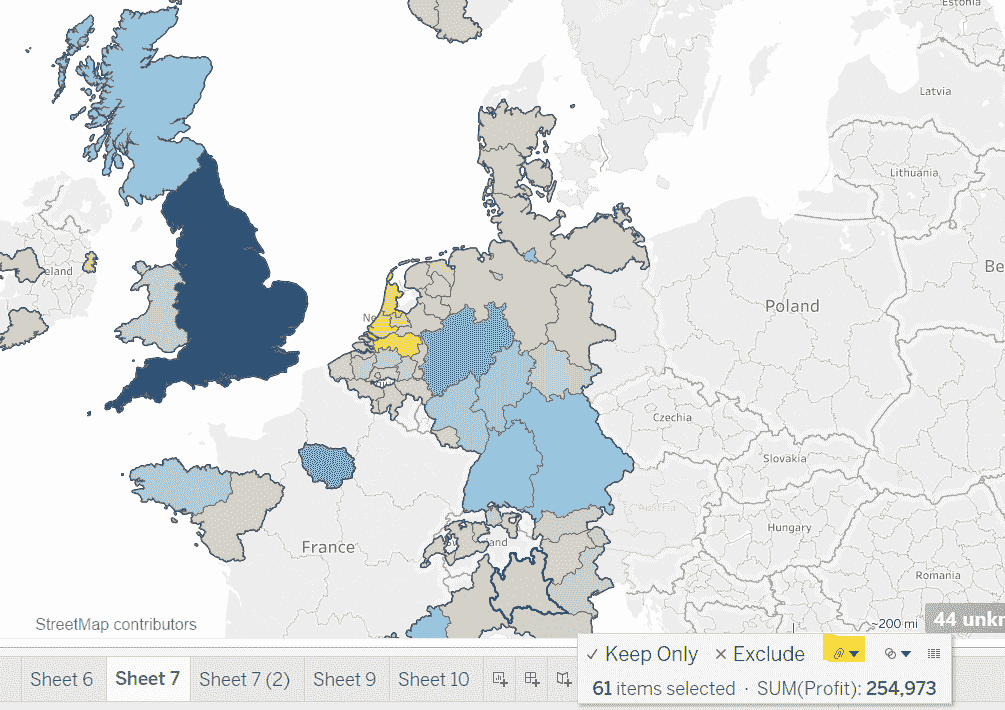 Estonia
Latvia
Lithuania
eland
Be
Ne
Poland
Czechia
Slovakia
Austria
France
land
Hungary
Romania
StreetMap contributors
~200 mi
44 unkn
✓ Keep Only × Exclude
61 items selected · SUM(Profit): 254,973
Sheet 6 Sheet 7 Sheet 7 (2) Sheet 9 Sheet 10